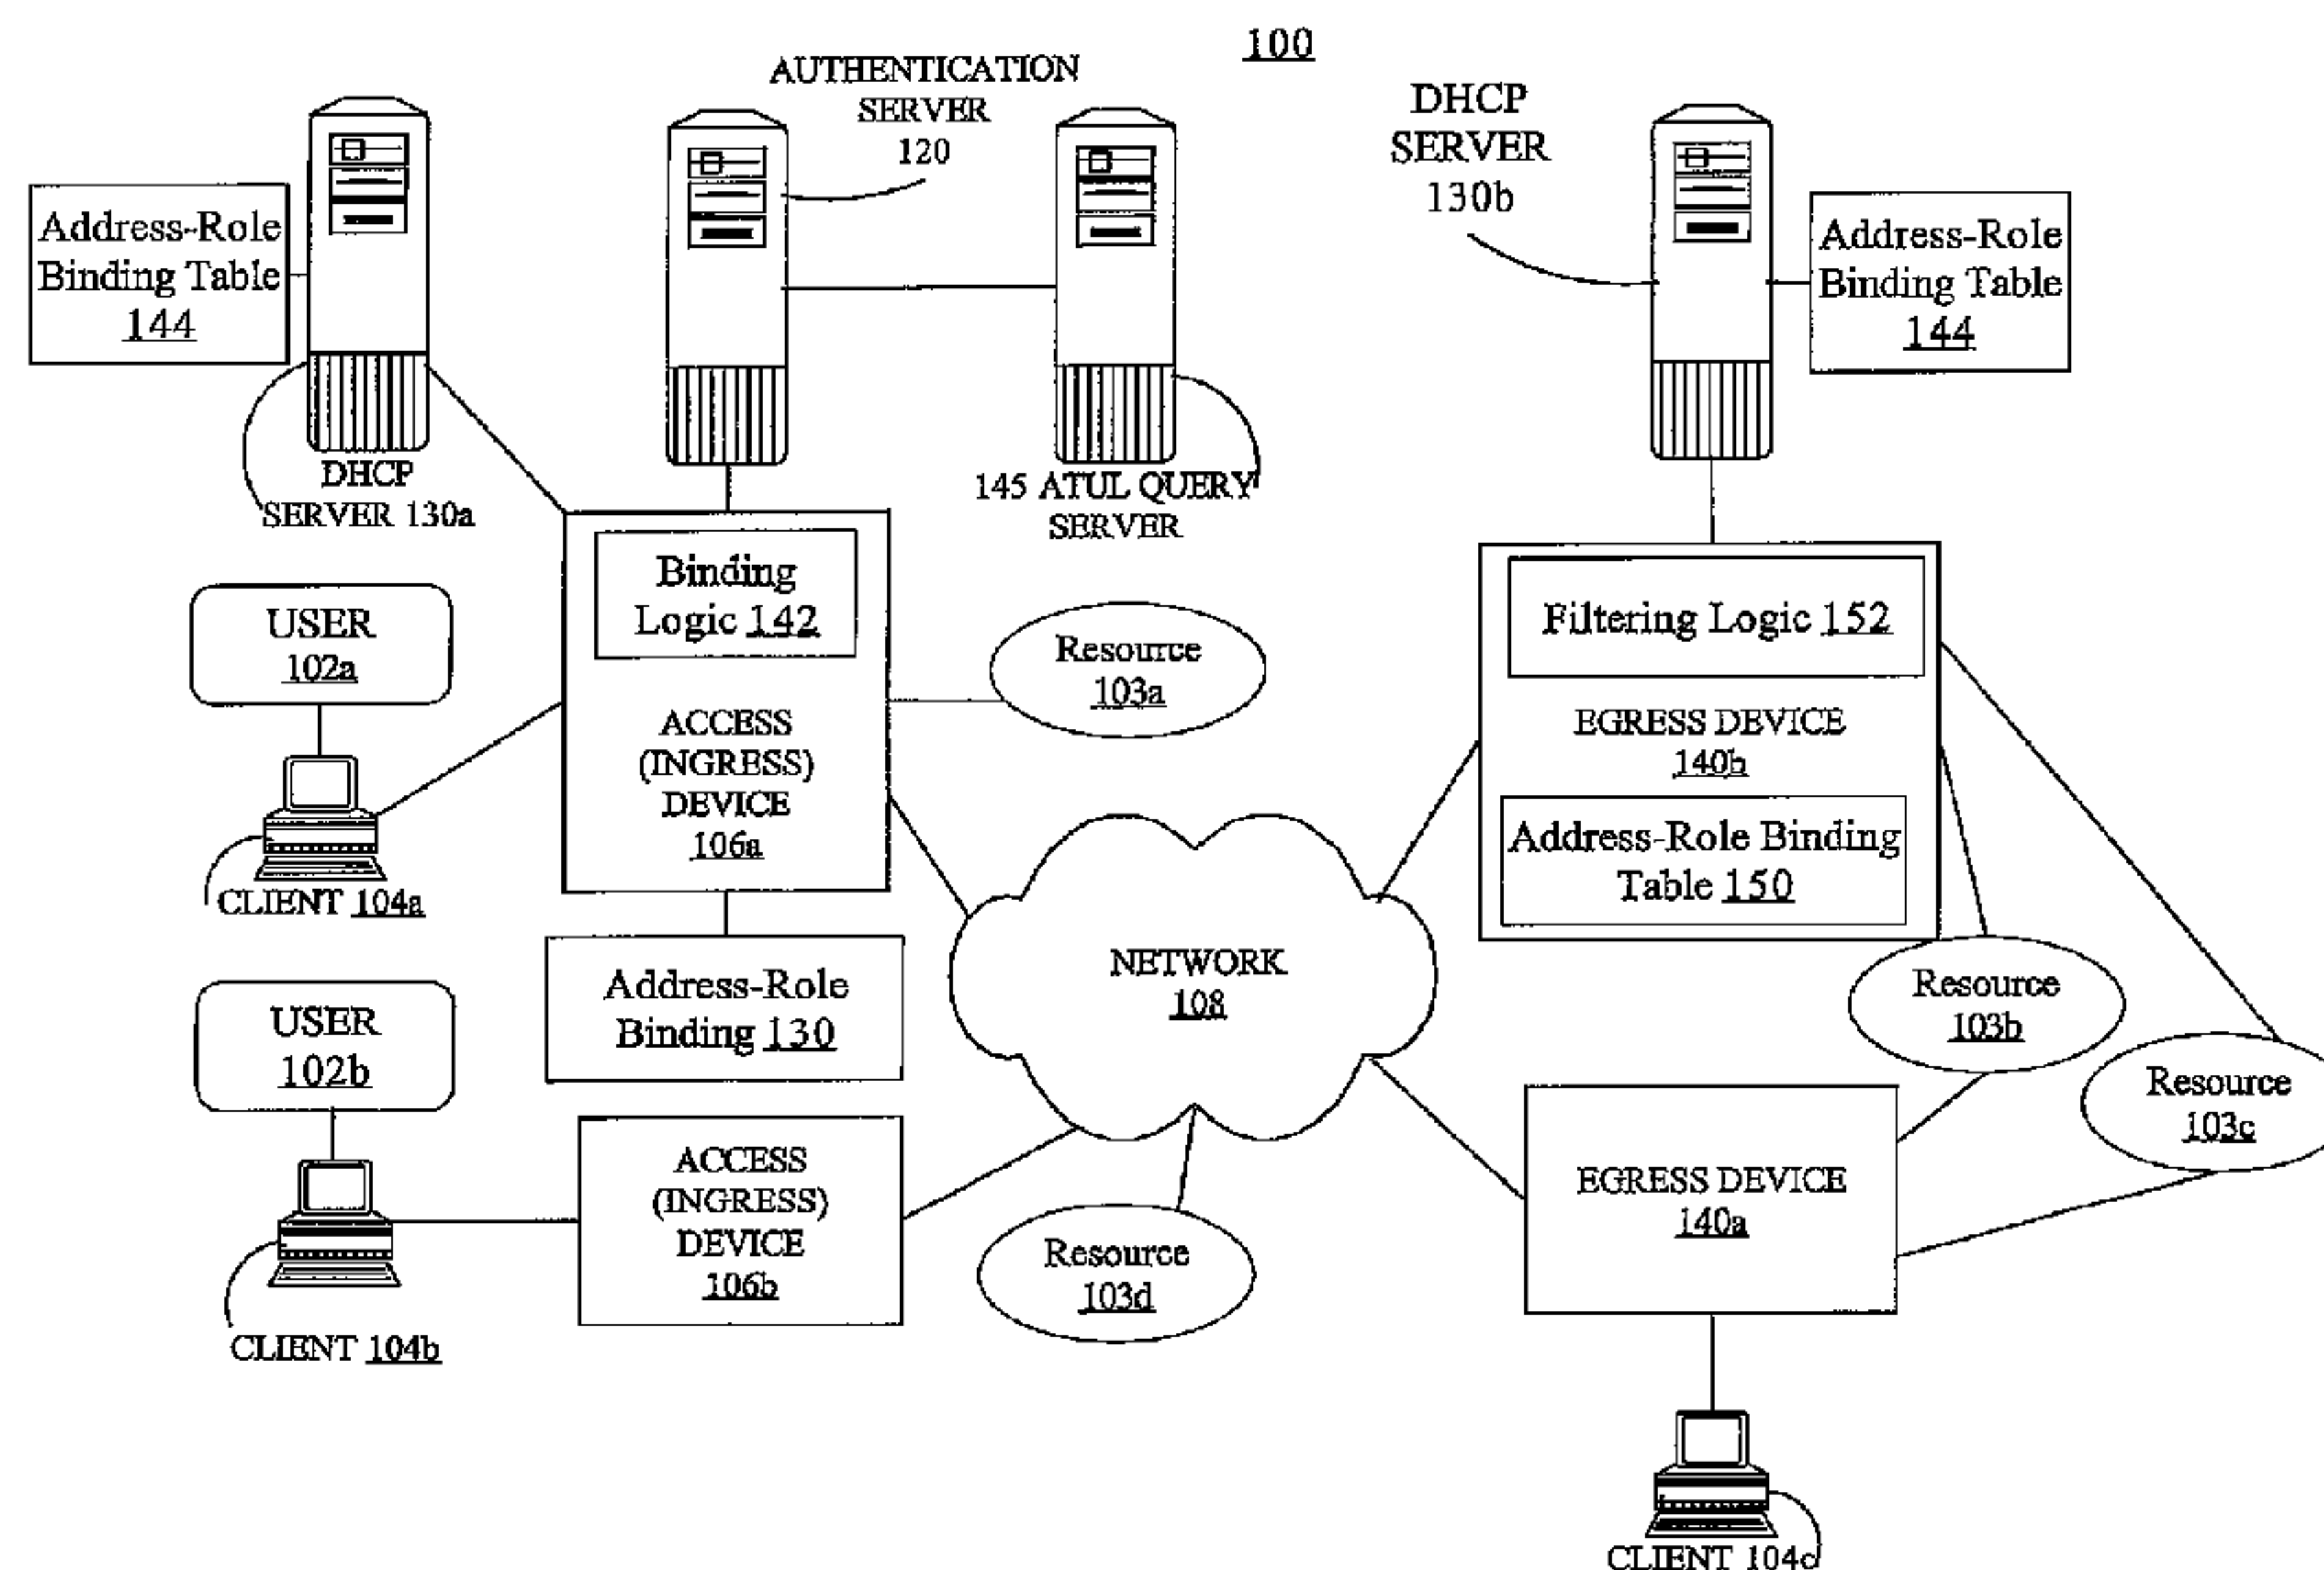 100
AUTHENTICATION
SERVER
120
DHCP
SERVER
130b
Address-Role
Binding Table
144
Address-Role
Binding Table
144
DHCP
SERVER 130a
145 ATUL QUERY
SERVER
Binding
Logic 142
ACCESS
(INGRESS)
DEVICE
106a
USER
102a
CLIENT 104a
Resource
103a
Filtering Logic 152
EGRESS DEVICE
140b
Address-Role Binding
Table 150
Address-Role
Binding 130
NETWORK
108
Resource
103b
Resource
103c
USER
102b
CLIENT 104b
ACCESS
(INGRESS)
DEVICE
106b
Resource
103d
EGRESS DEVICE
140a
CLIENT 104c